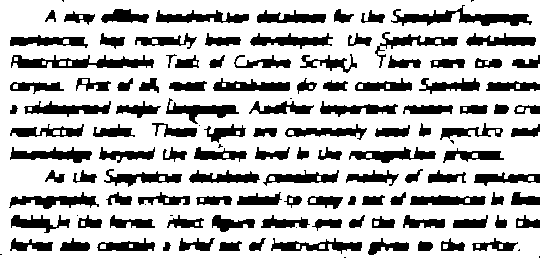 A new offline handwritten database for the Spanish language,
sentences, has recently been developed: the Spartacus database
Restricted-domain Task of Cursive Script). There were two
corpus. First of all, most databases do not contain Spanish
a widespread major language. Another important reason was to
restricted tasks. These tasks are commonly used in practice and
knowledge beyond the lexicon level in the recognition process.
As the Spartacus database consisted mainly of short sentence
paragraphs, the writers were asked to copy a set of sentences in
fields in the forms. Next figure shows one of the forms used in the
forms also contain a brief set of instructions given to the writer.